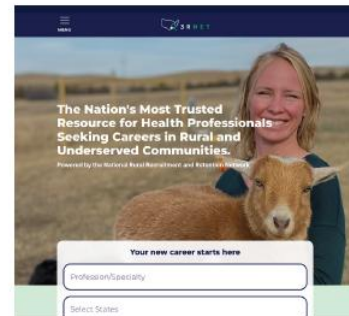 MENU
3RNET
The Nation's Most Trusted
Resource for Health Professionals
Seeking Careers in Rural and
Underserved Communities.
Powered by the National Rural Recruitment and Retention Network
Your new career starts here
Profession/Specialty
Select States